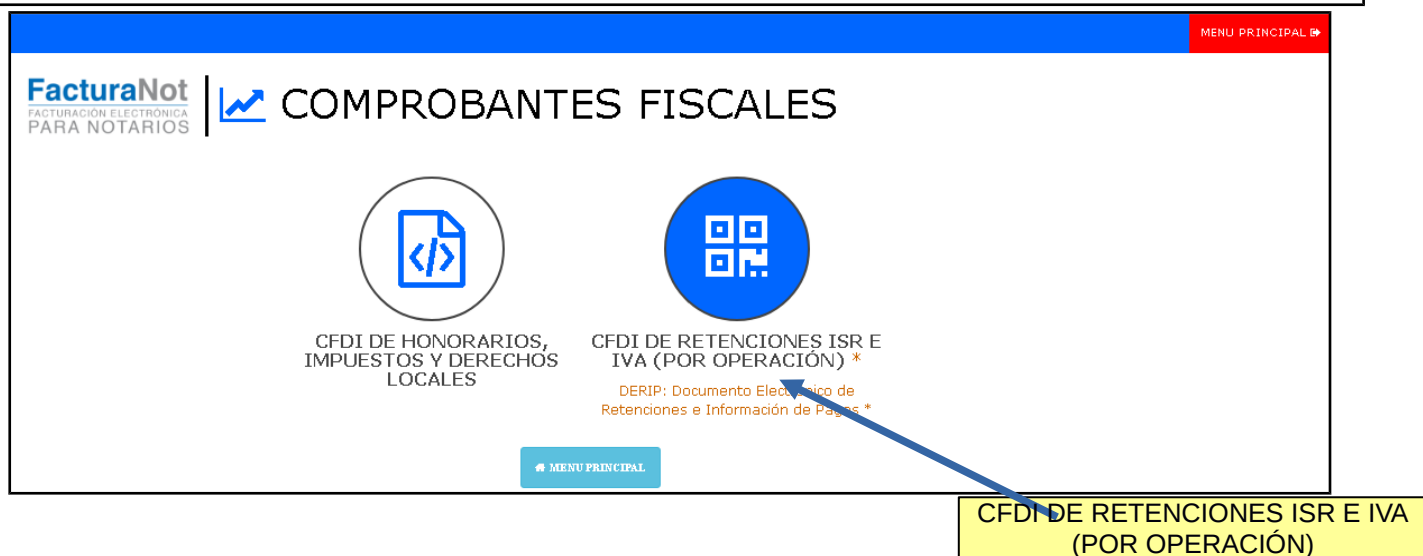 MENU PRINCIPAL
FacturaNot
FACTURACIÓN ELECTRÓNICA
PARA NOTARIOS
COMPROBANTES FISCALES
</>
CFDI DE HONORARIOS,
IMPUESTOS Y DERECHOS
LOCALES
CFDI DE RETENCIONES ISR E
IVA (POR OPERACIÓN) *
DERIP: Documento Electrónico de
Retenciones e Información de Pagos *
MENU PRINCIPAL
CFDI DE RETENCIONES ISR E IVA
(POR OPERACIÓN)